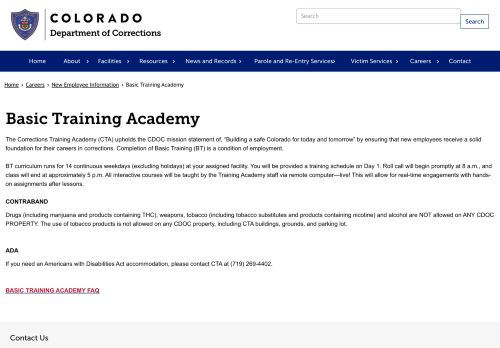 COLORADO
Department of Corrections
Search
Search
Home About › Facilities › Resources › News and Records › Parole and Re-Entry Services › Victim Services › Careers › Contact
Home › Careers › New Employee Information › Basic Training Academy
Basic Training Academy
The Corrections Training Academy (CTA) upholds the CDOC mission statement of, "Building a safe Colorado for today and tomorrow" by ensuring that new employees receive a solid
foundation for their careers in corrections. Completion of Basic Training (BT) is a condition of employment.
BT curriculum runs for 14 continuous weekdays (excluding holidays) at your assigned facility. You will be provided a training schedule on Day 1. Roll call will begin promptly at 8 a.m., and
class will end at approximately 5 p.m. All interactive courses will be taught by the Training Academy staff via remote computer—live! This will allow for real-time engagements with hands-
on assignments after lessons.
CONTRABAND
Drugs (including marijuana and products containing THC), weapons, tobacco (including tobacco substitutes and products containing nicotine) and alcohol are NOT allowed on ANY CDOC
PROPERTY. The use of tobacco products is not allowed on any CDOC property, including CTA buildings, grounds, and parking lot.
ADA
If you need an Americans with Disabilities Act accommodation, please contact CTA at (719) 269-4402.
BASIC TRAINING ACADEMY FAQ
Contact Us